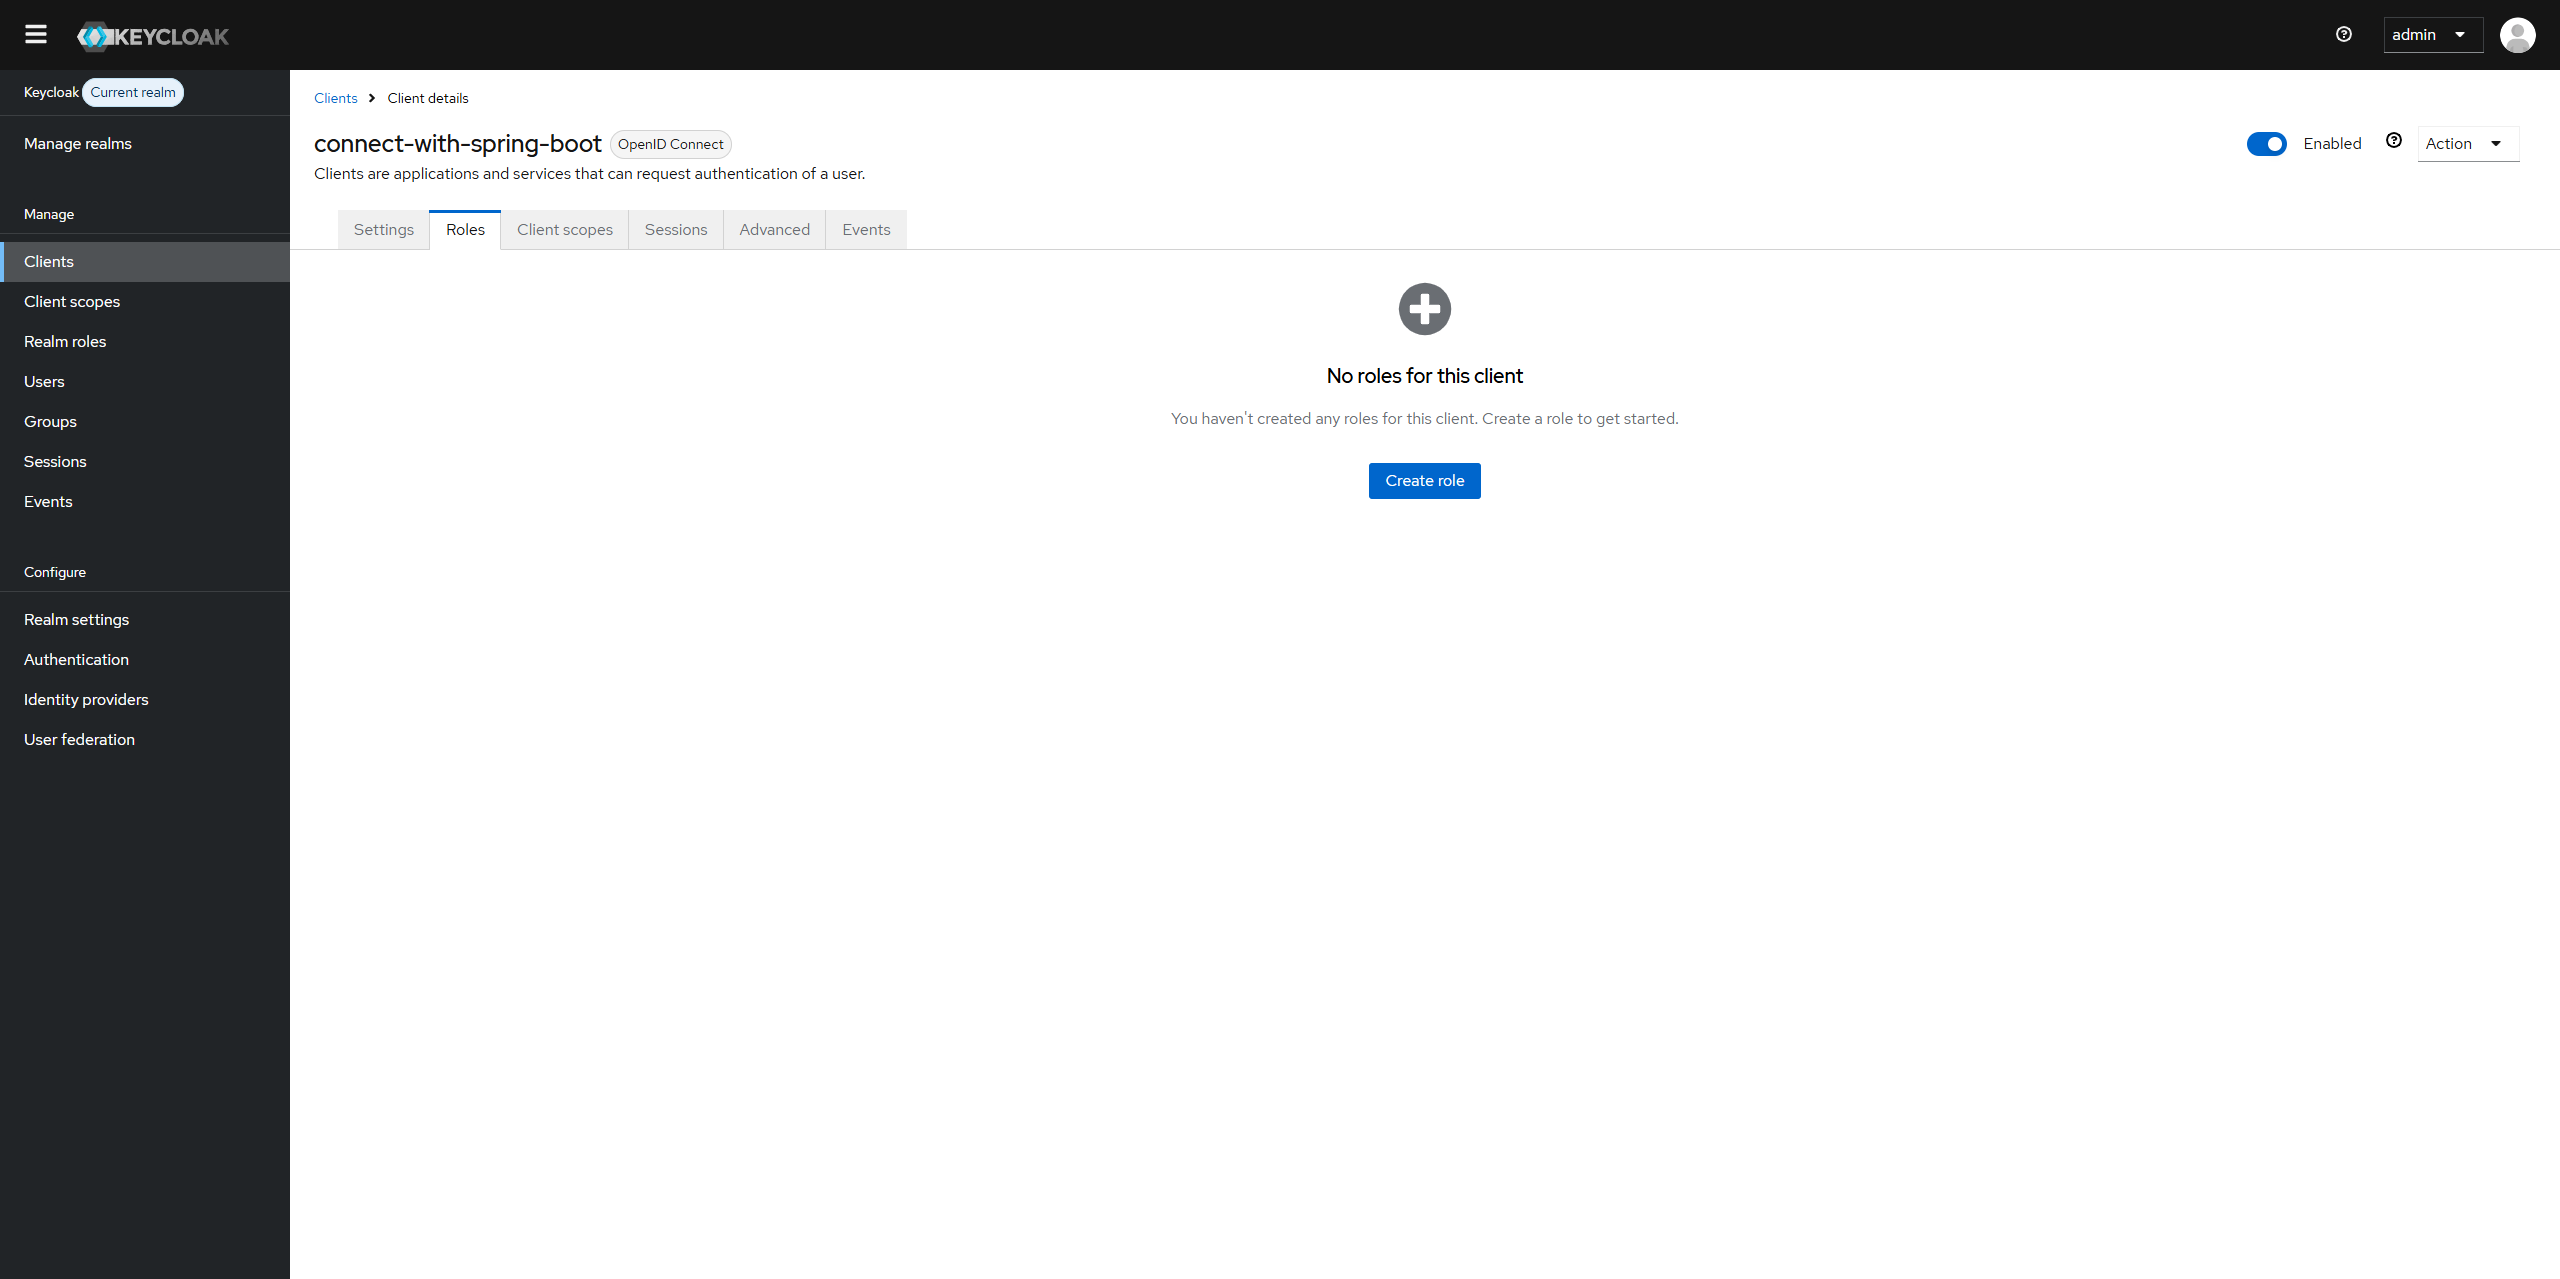 KEYCLOAK
admin
Keycloak Current realm
Manage realms
Manage
Clients
Client scopes
Realm roles
Users
Groups
Sessions
Events
Configure
Realm settings
Authentication
Identity providers
User federation
Clients Client details
connect-with-spring-boot OpenID Connect
Enabled Action
Clients are applications and services that can request authentication of a user.
Settings Roles Client scopes Sessions Advanced Events
No roles for this client
You haven't created any roles for this client. Create a role to get started.
Create role